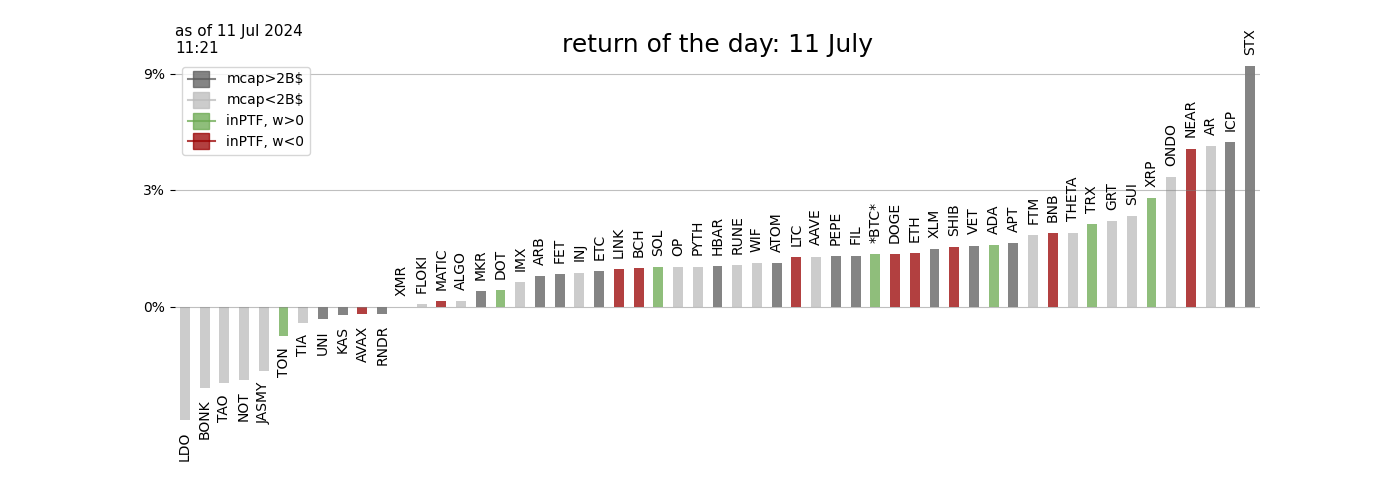 as of 11 Jul 2024
11:21
return of the day: 11 July
9%
3%
0%
mcap>2B$
mcap<2B$
inPTF, w>0
inPTF, w<0
LDO
BONK
TAO
NOT
JASMY
TON
TIA
UNI
KAS
AVAX
RNDR
XMR
FLOKI
MATIC
ALGO
MKR
DOT
IMX
ARB
FET
INJ
ETC
LINK
BCH
SOL
OP
PYTH
HBAR
RUNE
WIF
ATOM
LTC
AAVE
PEPE
FIL
*BTC*
DOGE
ETH
XLM
SHIB
VET
ADA
APT
FTM
BNB
THETA
TRX
GRT
SUI
XRP
ONDO
NEAR
AR
ICP
STX